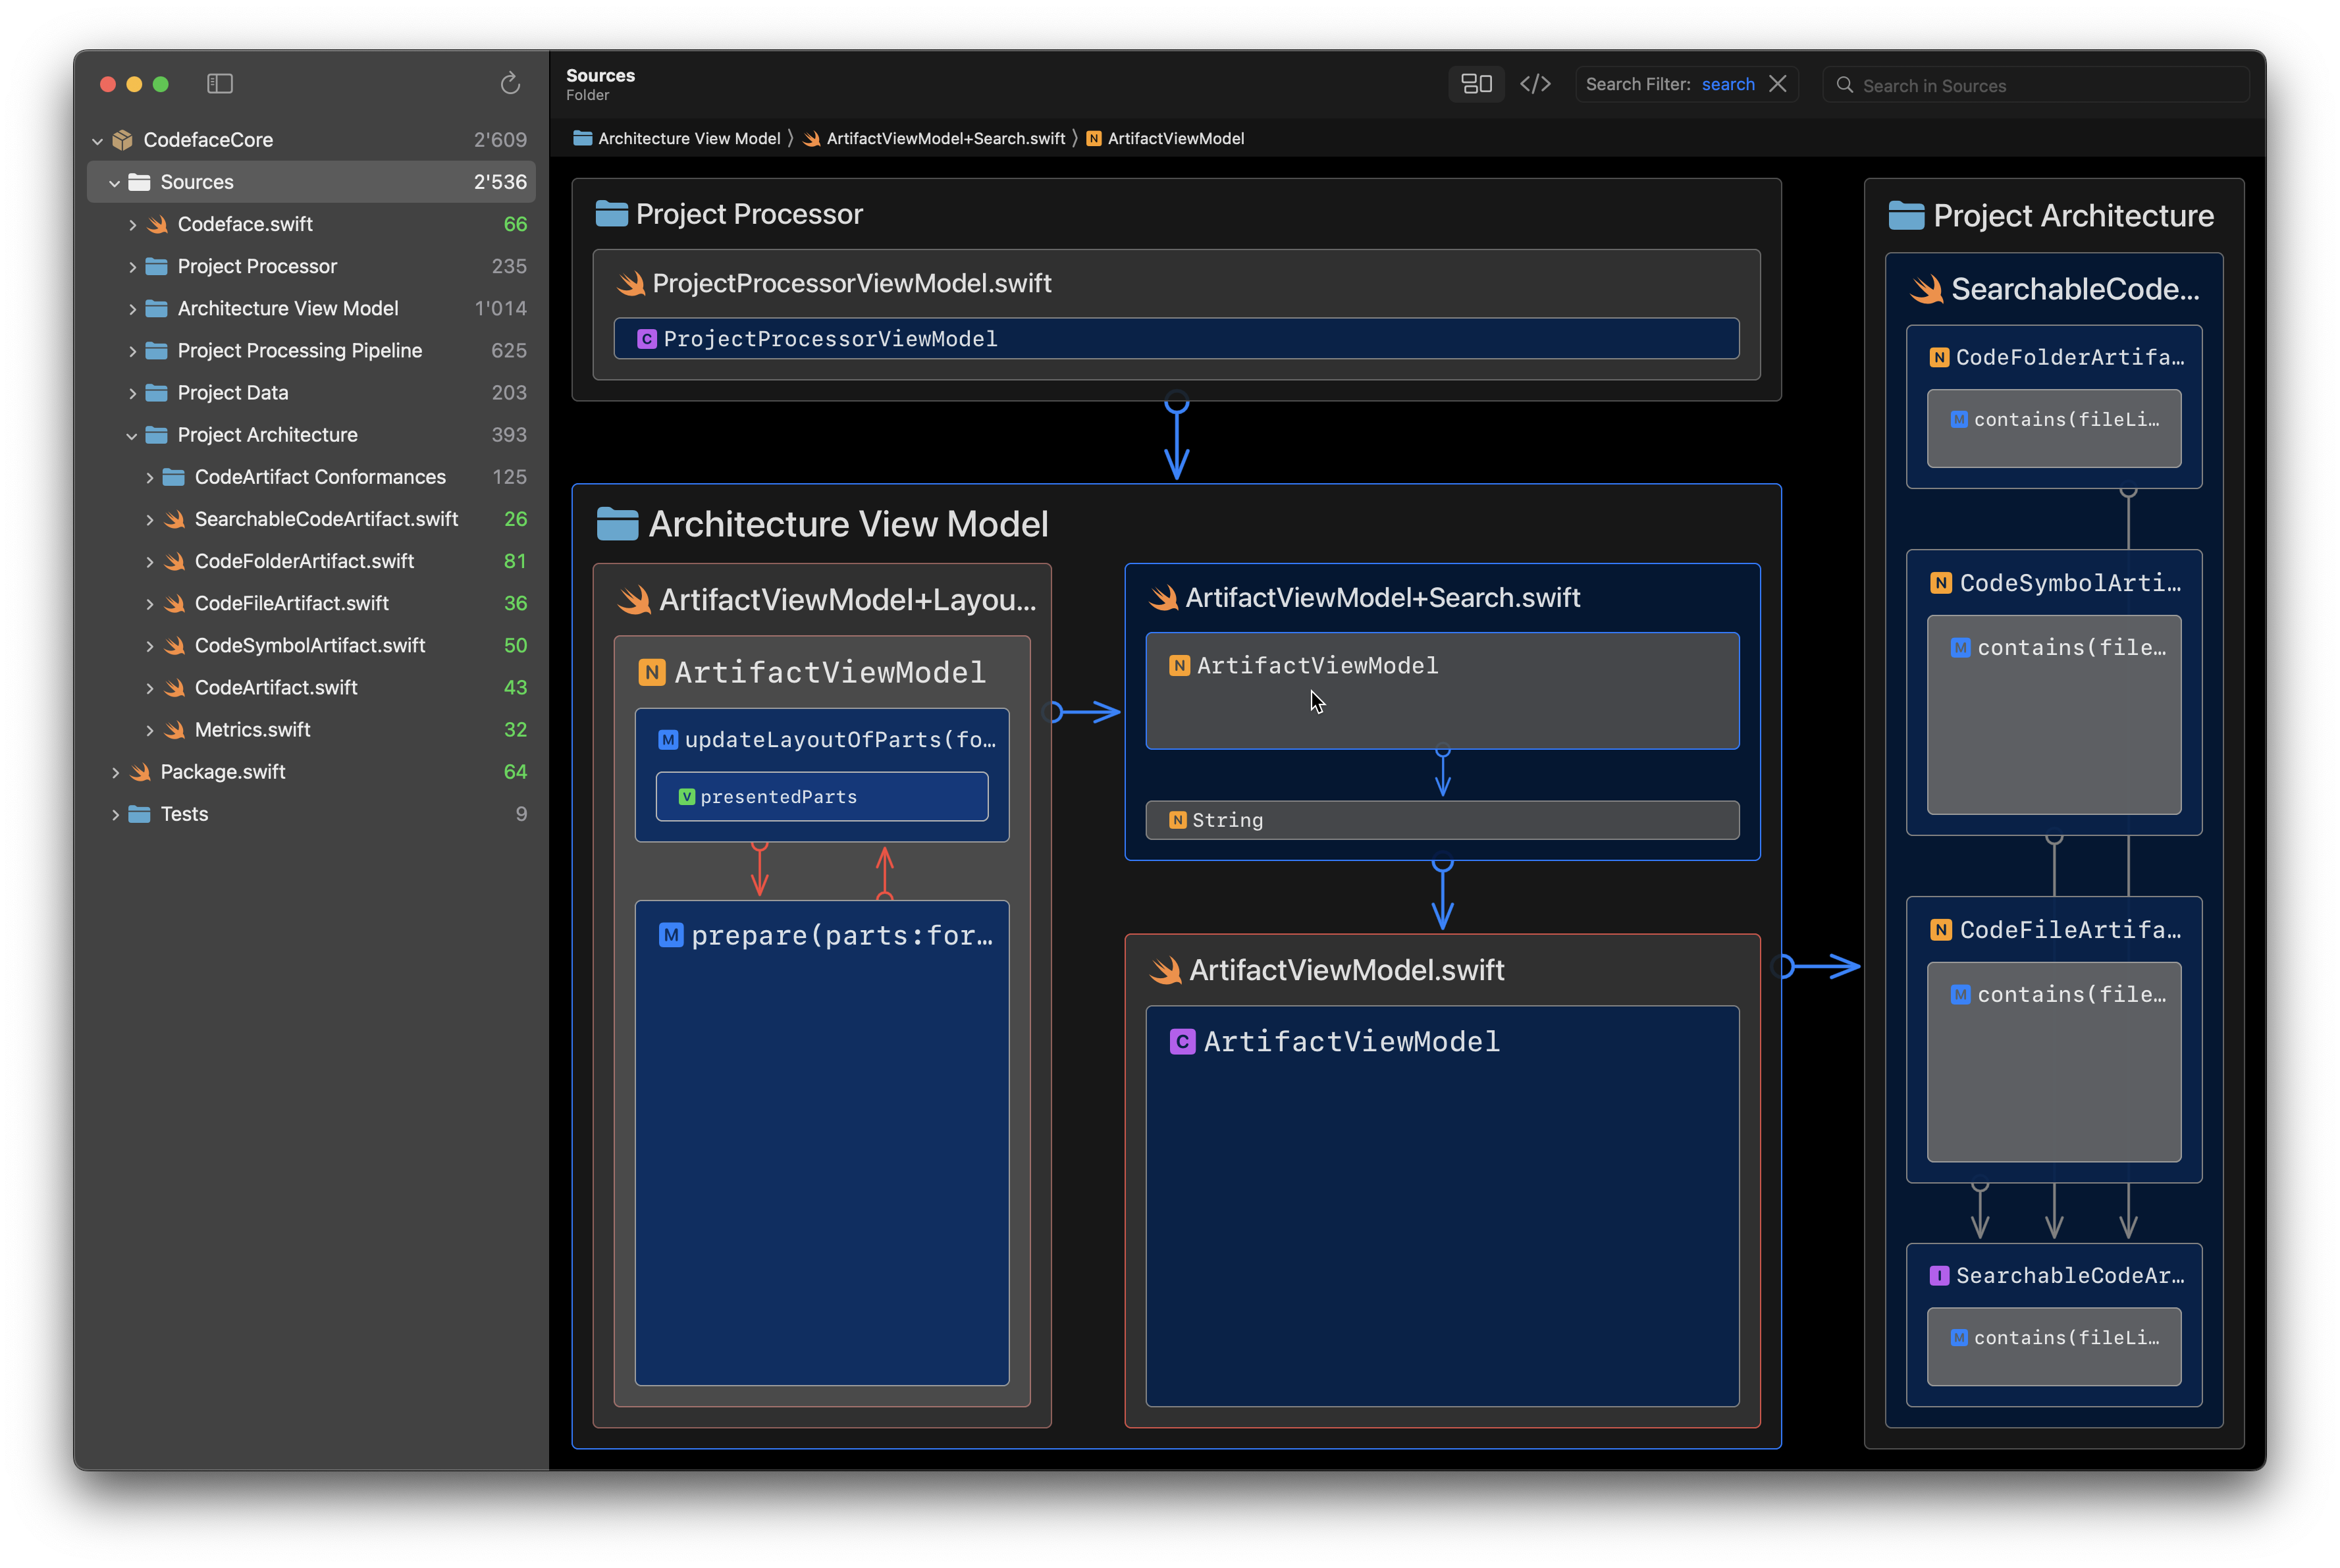 CodefaceCore 2'609
Sources 2'536
Codeface.swift 66
Project Processor 235
Architecture View Model 1'014
Project Processing Pipeline 625
Project Data 203
Project Architecture 393
CodeArtifact Conformances 125
SearchableCodeArtifact.swift 26
CodeFolderArtifact.swift 81
CodeFileArtifact.swift 36
CodeSymbolArtifact.swift 50
CodeArtifact.swift 43
Metrics.swift 32
Package.swift 64
Tests 9
Sources
Folder
Search Filter: search
Search in Sources
Architecture View Model 〉 ArtifactViewModel+Search.swift 〉 N ArtifactViewModel
Project Processor
ProjectProcessorViewModel.swift
C ProjectProcessorViewModel
Architecture View Model
ArtifactViewModel+Layou…
N ArtifactViewModel
M updateLayoutOfParts(fo…
V presentedParts
M prepare(parts:for…
ArtifactViewModel+Search.swift
N ArtifactViewModel
N String
ArtifactViewModel.swift
C ArtifactViewModel
Project Architecture
SearchableCode…
N CodeFolderArtifa…
M contains(fileLi…
N CodeSymbolArti…
M contains(file…
N CodeFileArtifa…
M contains(file…
I SearchableCodeAr…
M contains(fileLi…